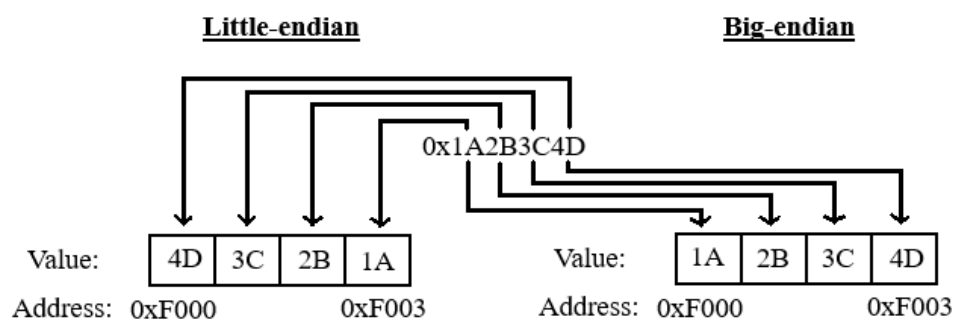 Little-endian Big-endian
0x1A2B3C4D
Value: 4D 3C 2B 1A Value: 1A 2B 3C 4D
Address: 0xF000 0xF003 Address: 0xF000 0xF003